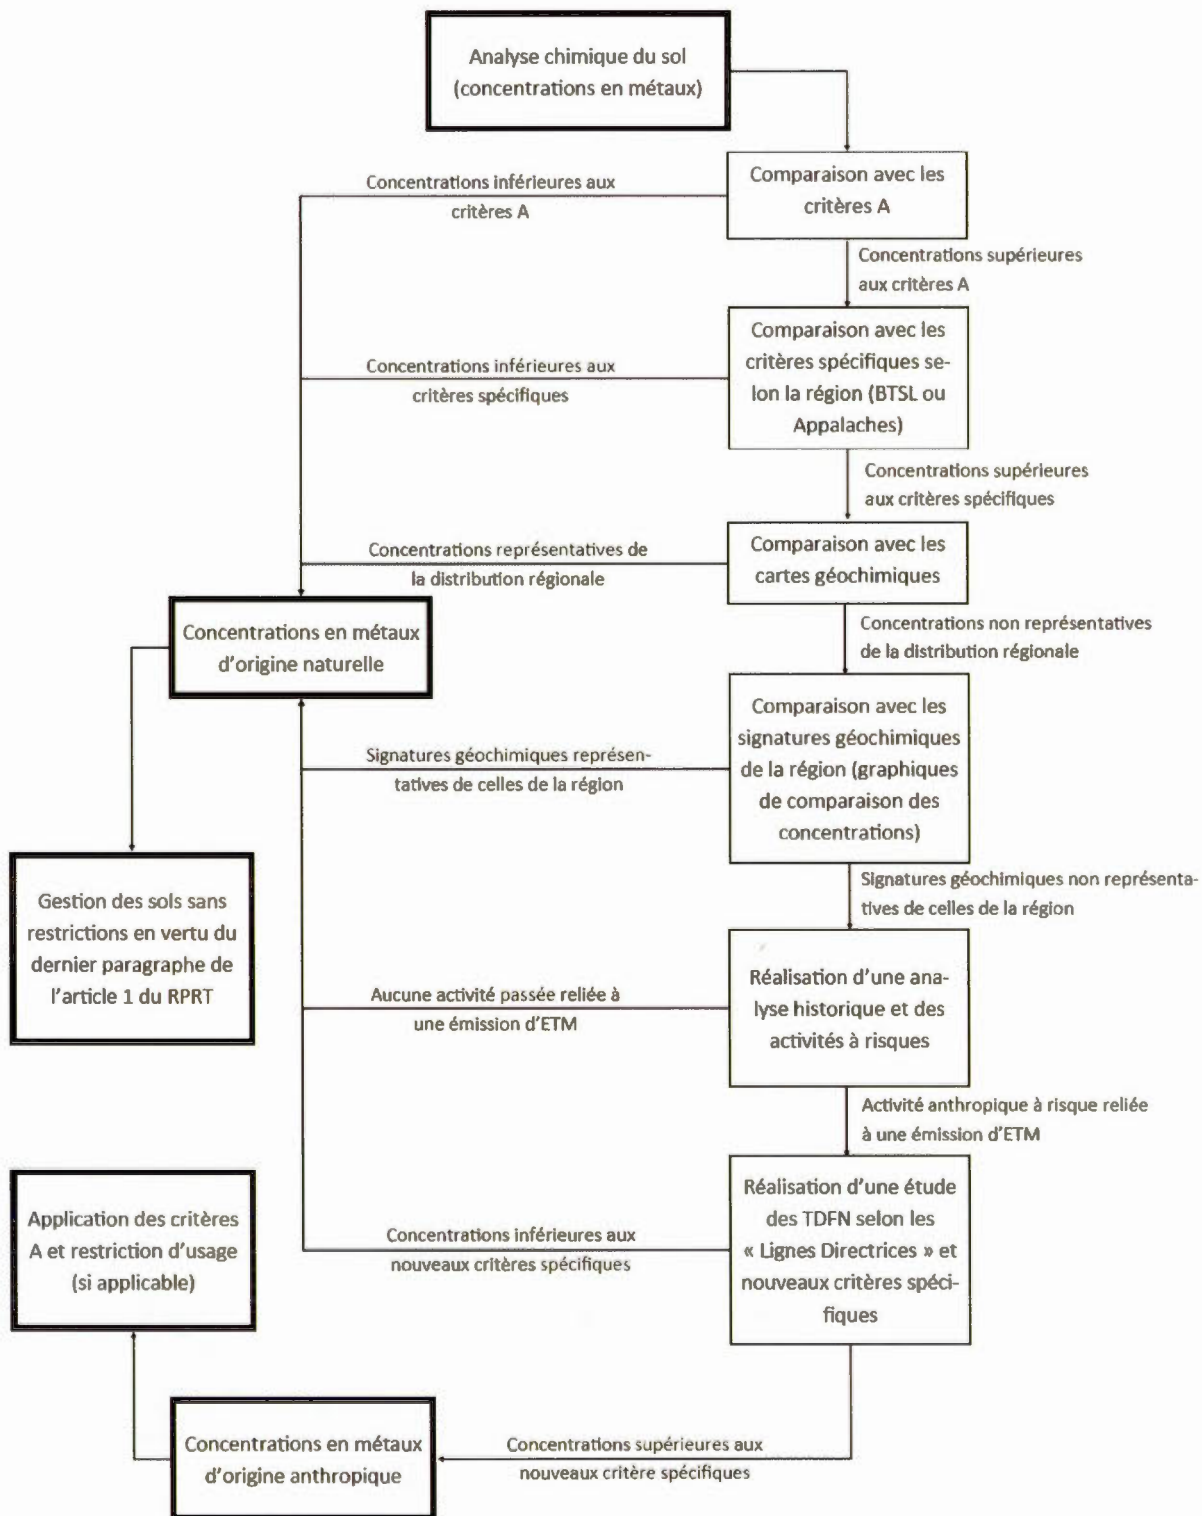 Analyse chimique du sol
(concentrations en métaux)
Concentrations inférieures aux
critères A
Comparaison avec les
critères A
Concentrations supérieures
aux critères A
Concentrations inférieures aux
critères spécifiques
Comparaison avec les
critères spécifiques se-
lon la région (BTSL ou
Appalaches)
Concentrations supérieures
aux critères spécifiques
Concentrations représentatives de
la distribution régionale
Comparaison avec les
cartes géochimiques
Concentrations en métaux
d'origine naturelle
Concentrations non représentatives
de la distribution régionale
Signatures géochimiques représen-
tatives de celles de la région
Comparaison avec les
signatures géochimiques
de la région (graphiques
de comparaison des
concentrations)
Signatures géochimiques non représenta-
tives de celles de la région
Gestion des sols sans
restrictions en vertu du
dernier paragraphe de
l'article 1 du RPRT
Aucune activité passée reliée à
une émission d'ETM
Réalisation d'une ana-
lyse historique et des
activités à risques
Activité anthropique à risque reliée
à une émission d'ETM
Application des critères
A et restriction d'usage
(si applicable)
Concentrations inférieures aux
nouveaux critères spécifiques
Réalisation d'une étude
des TDFN selon les
« Lignes Directrices » et
nouveaux critères spéci-
fiques
Concentrations en métaux
d'origine anthropique
Concentrations supérieures aux
nouveaux critère spécifiques